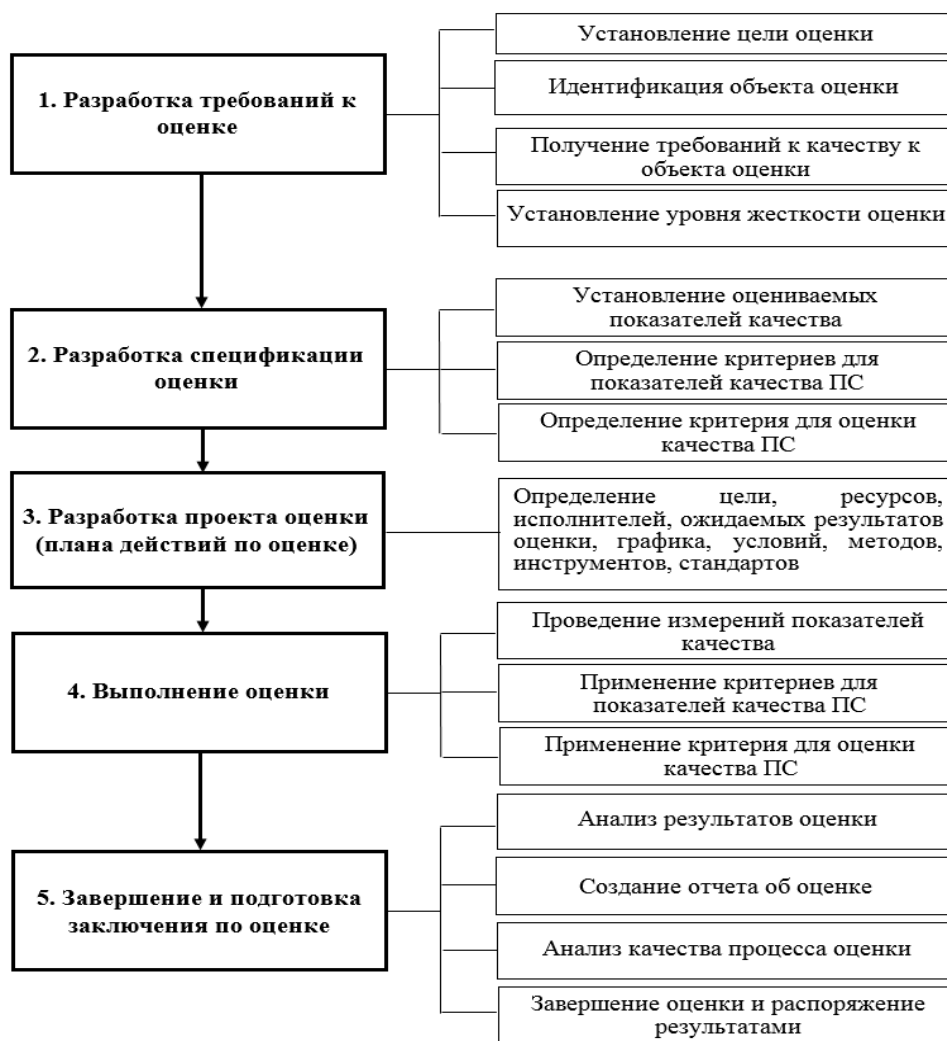 1. Разработка требований к
оценке
Установление цели оценки
Идентификация объекта оценки
Получение требований к качеству к
объекта оценки
Установление уровня жесткости оценки
2. Разработка спецификации
оценки
Установление оцениваемых
показателей качества
Определение критериев для
показателей качества ПС
Определение критерия для оценки
качества ПС
3. Разработка проекта оценки
(плана действий по оценке)
Определение цели, ресурсов,
исполнителей, ожидаемых результатов
оценки, графика, условий, методов,
инструментов, стандартов
4. Выполнение оценки
Проведение измерений показателей
качества
Применение критериев для
показателей качества ПС
Применение критерия для оценки
качества ПС
5. Завершение и подготовка
заключения по оценке
Анализ результатов оценки
Создание отчета об оценке
Анализ качества процесса оценки
Завершение оценки и распоряжение
результатами